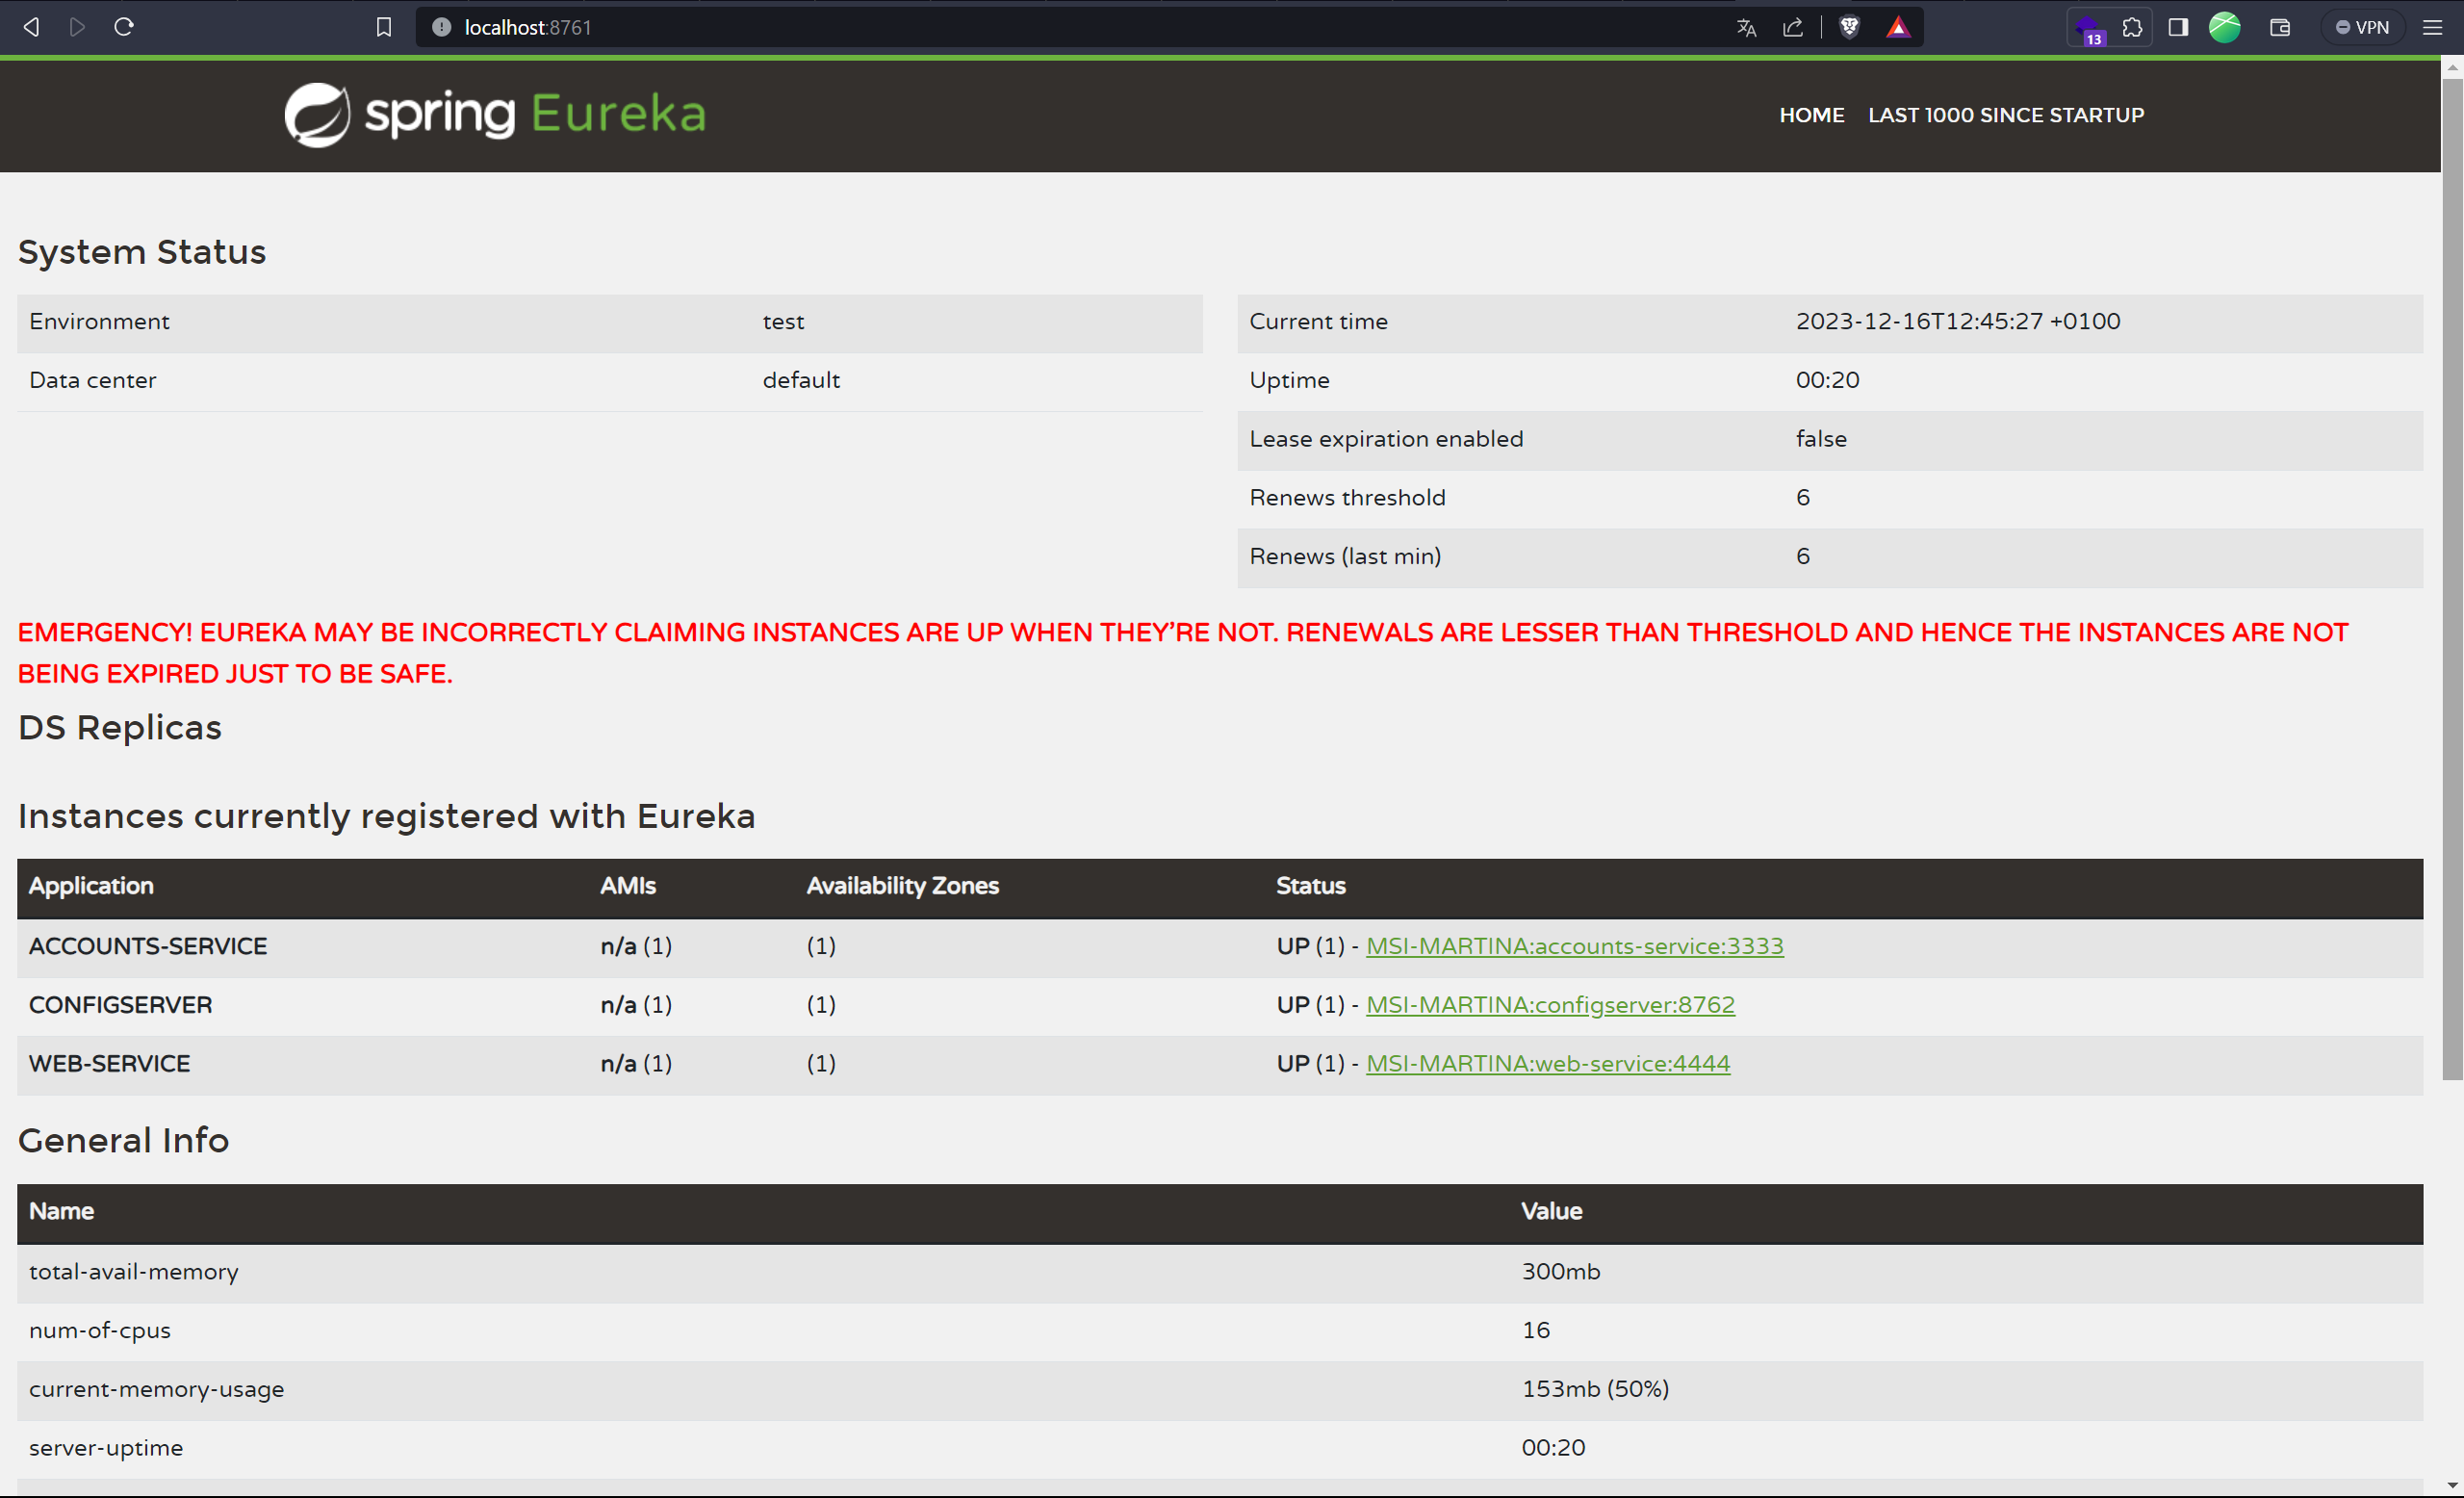 localhost:8761
13
VPN
spring Eureka
HOME LAST 1000 SINCE STARTUP
System Status
Environment test
Data center default
Current time 2023-12-16T12:45:27 +0100
Uptime 00:20
Lease expiration enabled false
Renews threshold 6
Renews (last min) 6
EMERGENCY! EUREKA MAY BE INCORRECTLY CLAIMING INSTANCES ARE UP WHEN THEY'RE NOT. RENEWALS ARE LESSER THAN THRESHOLD AND HENCE THE INSTANCES ARE NOT
BEING EXPIRED JUST TO BE SAFE.
DS Replicas
Instances currently registered with Eureka
Application AMIs Availability Zones Status
ACCOUNTS-SERVICE n/a (1) (1) UP (1) - MSI-MARTINA:accounts-service:3333
CONFIGSERVER n/a (1) (1) UP (1) - MSI-MARTINA:configserver:8762
WEB-SERVICE n/a (1) (1) UP (1) - MSI-MARTINA:web-service:4444
General Info
Name Value
total-avail-memory 300mb
num-of-cpus 16
current-memory-usage 153mb (50%)
server-uptime 00:20